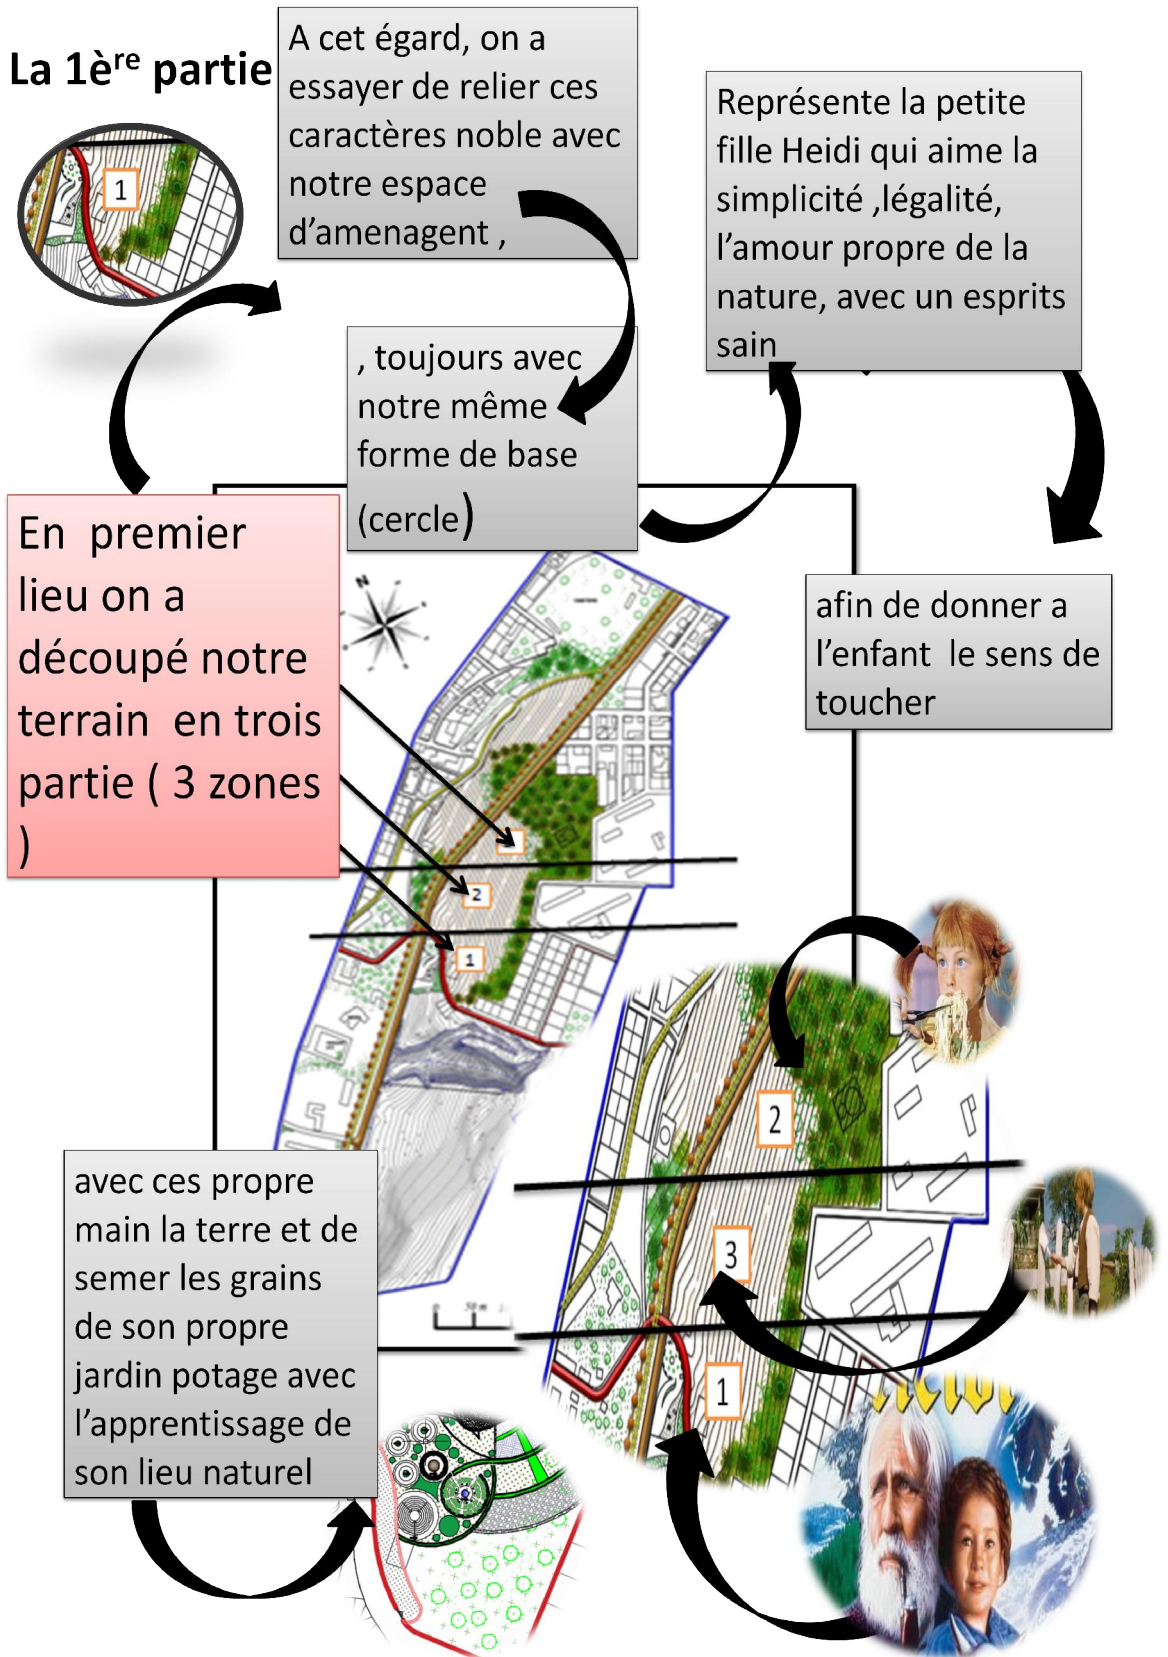 La 1ère partie
A cet égard, on a
essayer de relier ces
caractères noble avec
notre espace
d’amenagent ,
Représente la petite
fille Heidi qui aime la
simplicité ,légalité,
l’amour propre de la
nature, avec un esprits
sain
1
, toujours avec
notre même
forme de base
(cercle)
En premier
lieu on a
découpé notre
terrain en trois
partie ( 3 zones
)
afin de donner a
l’enfant le sens de
toucher
N
2
1
2
3
1
avec ces propre
main la terre et de
semer les grains
de son propre
jardin potage avec
l’apprentissage de
son lieu naturel
0 50 m